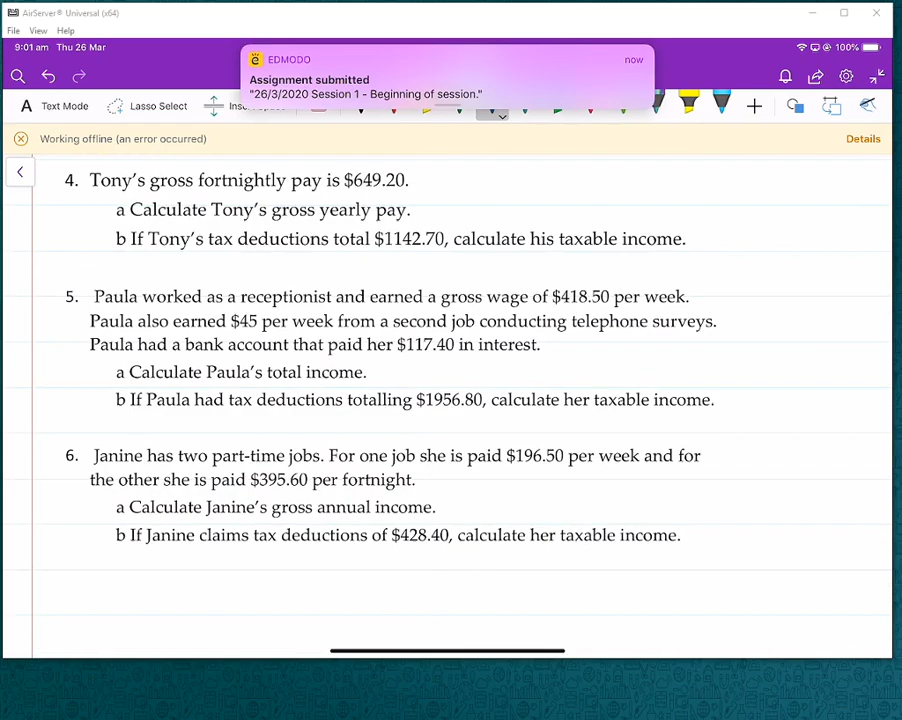 AirServer® Universal (x64)
File View Help
9:01 am Thu 26 Mar
100%
EDMODO
now
Assignment submitted
"26/3/2020 Session 1 - Beginning of session."
A Text Mode Lasso Select
Working offline (an error occurred)
Details
4. Tony's gross fortnightly pay is $649.20.
a Calculate Tony's gross yearly pay.
b If Tony's tax deductions total $1142.70, calculate his taxable income.
5. Paula worked as a receptionist and earned a gross wage of $418.50 per week.
Paula also earned $45 per week from a second job conducting telephone surveys.
Paula had a bank account that paid her $117.40 in interest.
a Calculate Paula's total income.
b If Paula had tax deductions totalling $1956.80, calculate her taxable income.
6. Janine has two part-time jobs. For one job she is paid $196.50 per week and for
the other she is paid $395.60 per fortnight.
a Calculate Janine's gross annual income.
b If Janine claims tax deductions of $428.40, calculate her taxable income.